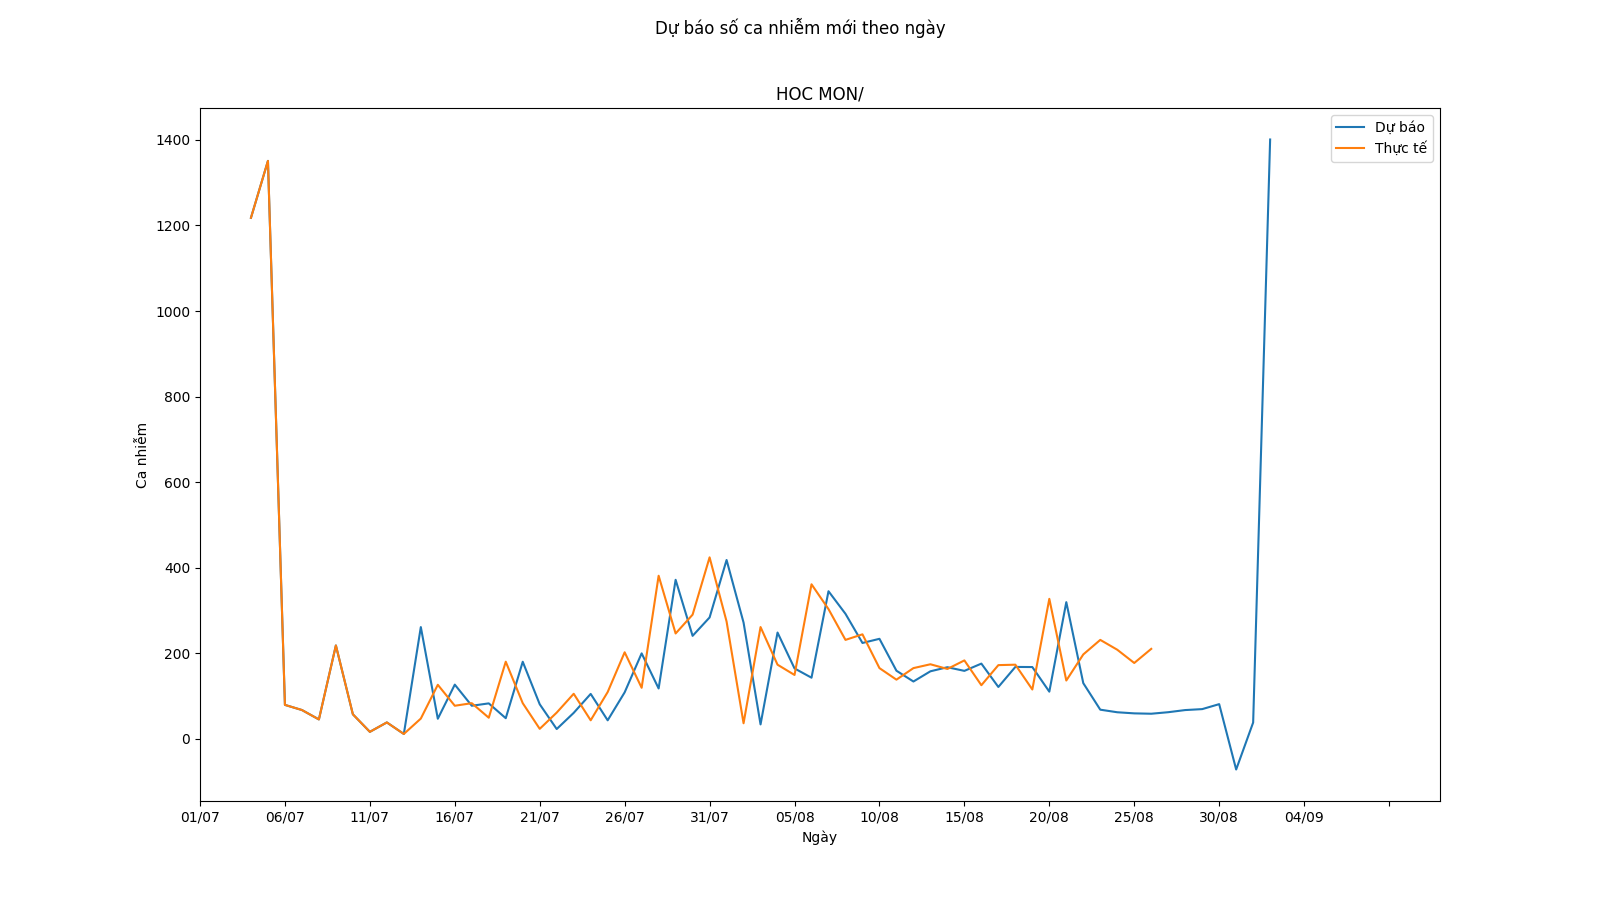 Dự báo số ca nhiễm mới theo ngày
HOC MON/
Dự báo
Thực tế
1400
1200
1000
800
600
400
200
0
Ca nhiễm
01/07 06/07 11/07 16/07 21/07 26/07 31/07 05/08 10/08 15/08 20/08 25/08 30/08 04/09
Ngày